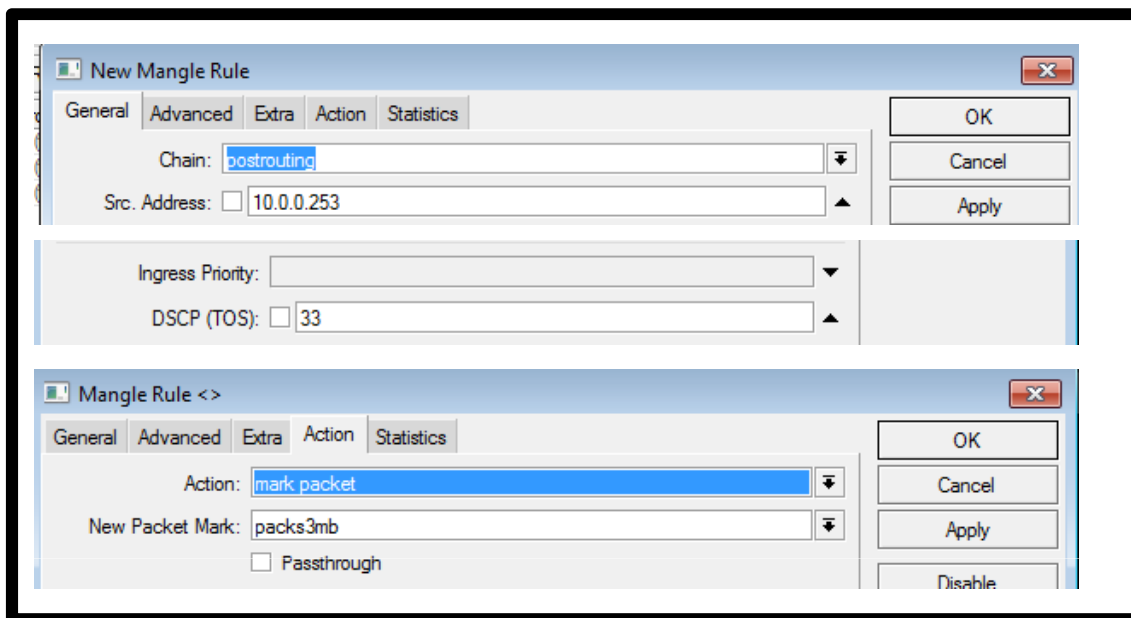 New Mangle Rule
General Advanced Extra Action Statistics
OK
Chain: postrouting
Cancel
Src. Address: 10.0.0.253
Apply
Ingress Priority:
DSCP (TOS): 33
Mangle Rule <>
General Advanced Extra Action Statistics
OK
Action: mark packet
Cancel
New Packet Mark: packs3mb
Apply
Passthrough
Disable